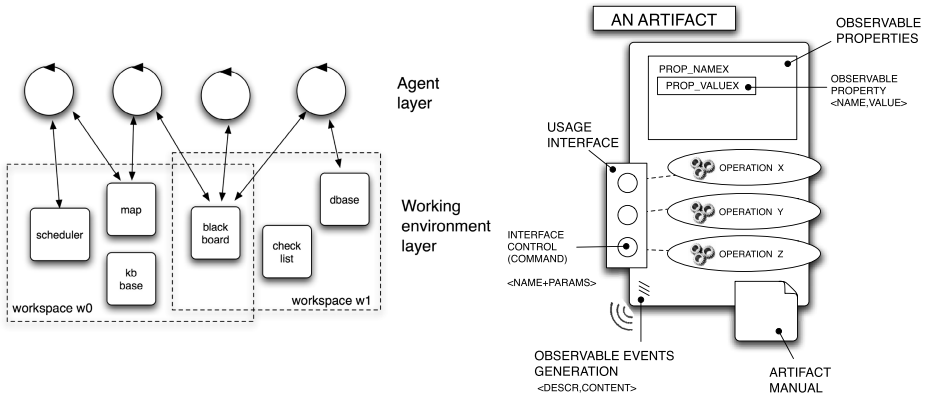 Agent
layer
scheduler
map
kb
base
black
board
check
list
dbase
Working
environment
layer
workspace w0
workspace w1
AN ARTIFACT
OBSERVABLE
PROPERTIES
PROP_NAMEX
PROP_VALUEX
OBSERVABLE
PROPERTY
<NAME,VALUE>
USAGE
INTERFACE
OPERATION X
OPERATION Y
OPERATION Z
INTERFACE
CONTROL
(COMMAND)
<NAME+PARAMS>
OBSERVABLE EVENTS
GENERATION
<DESCR,CONTENT>
ARTIFACT
MANUAL